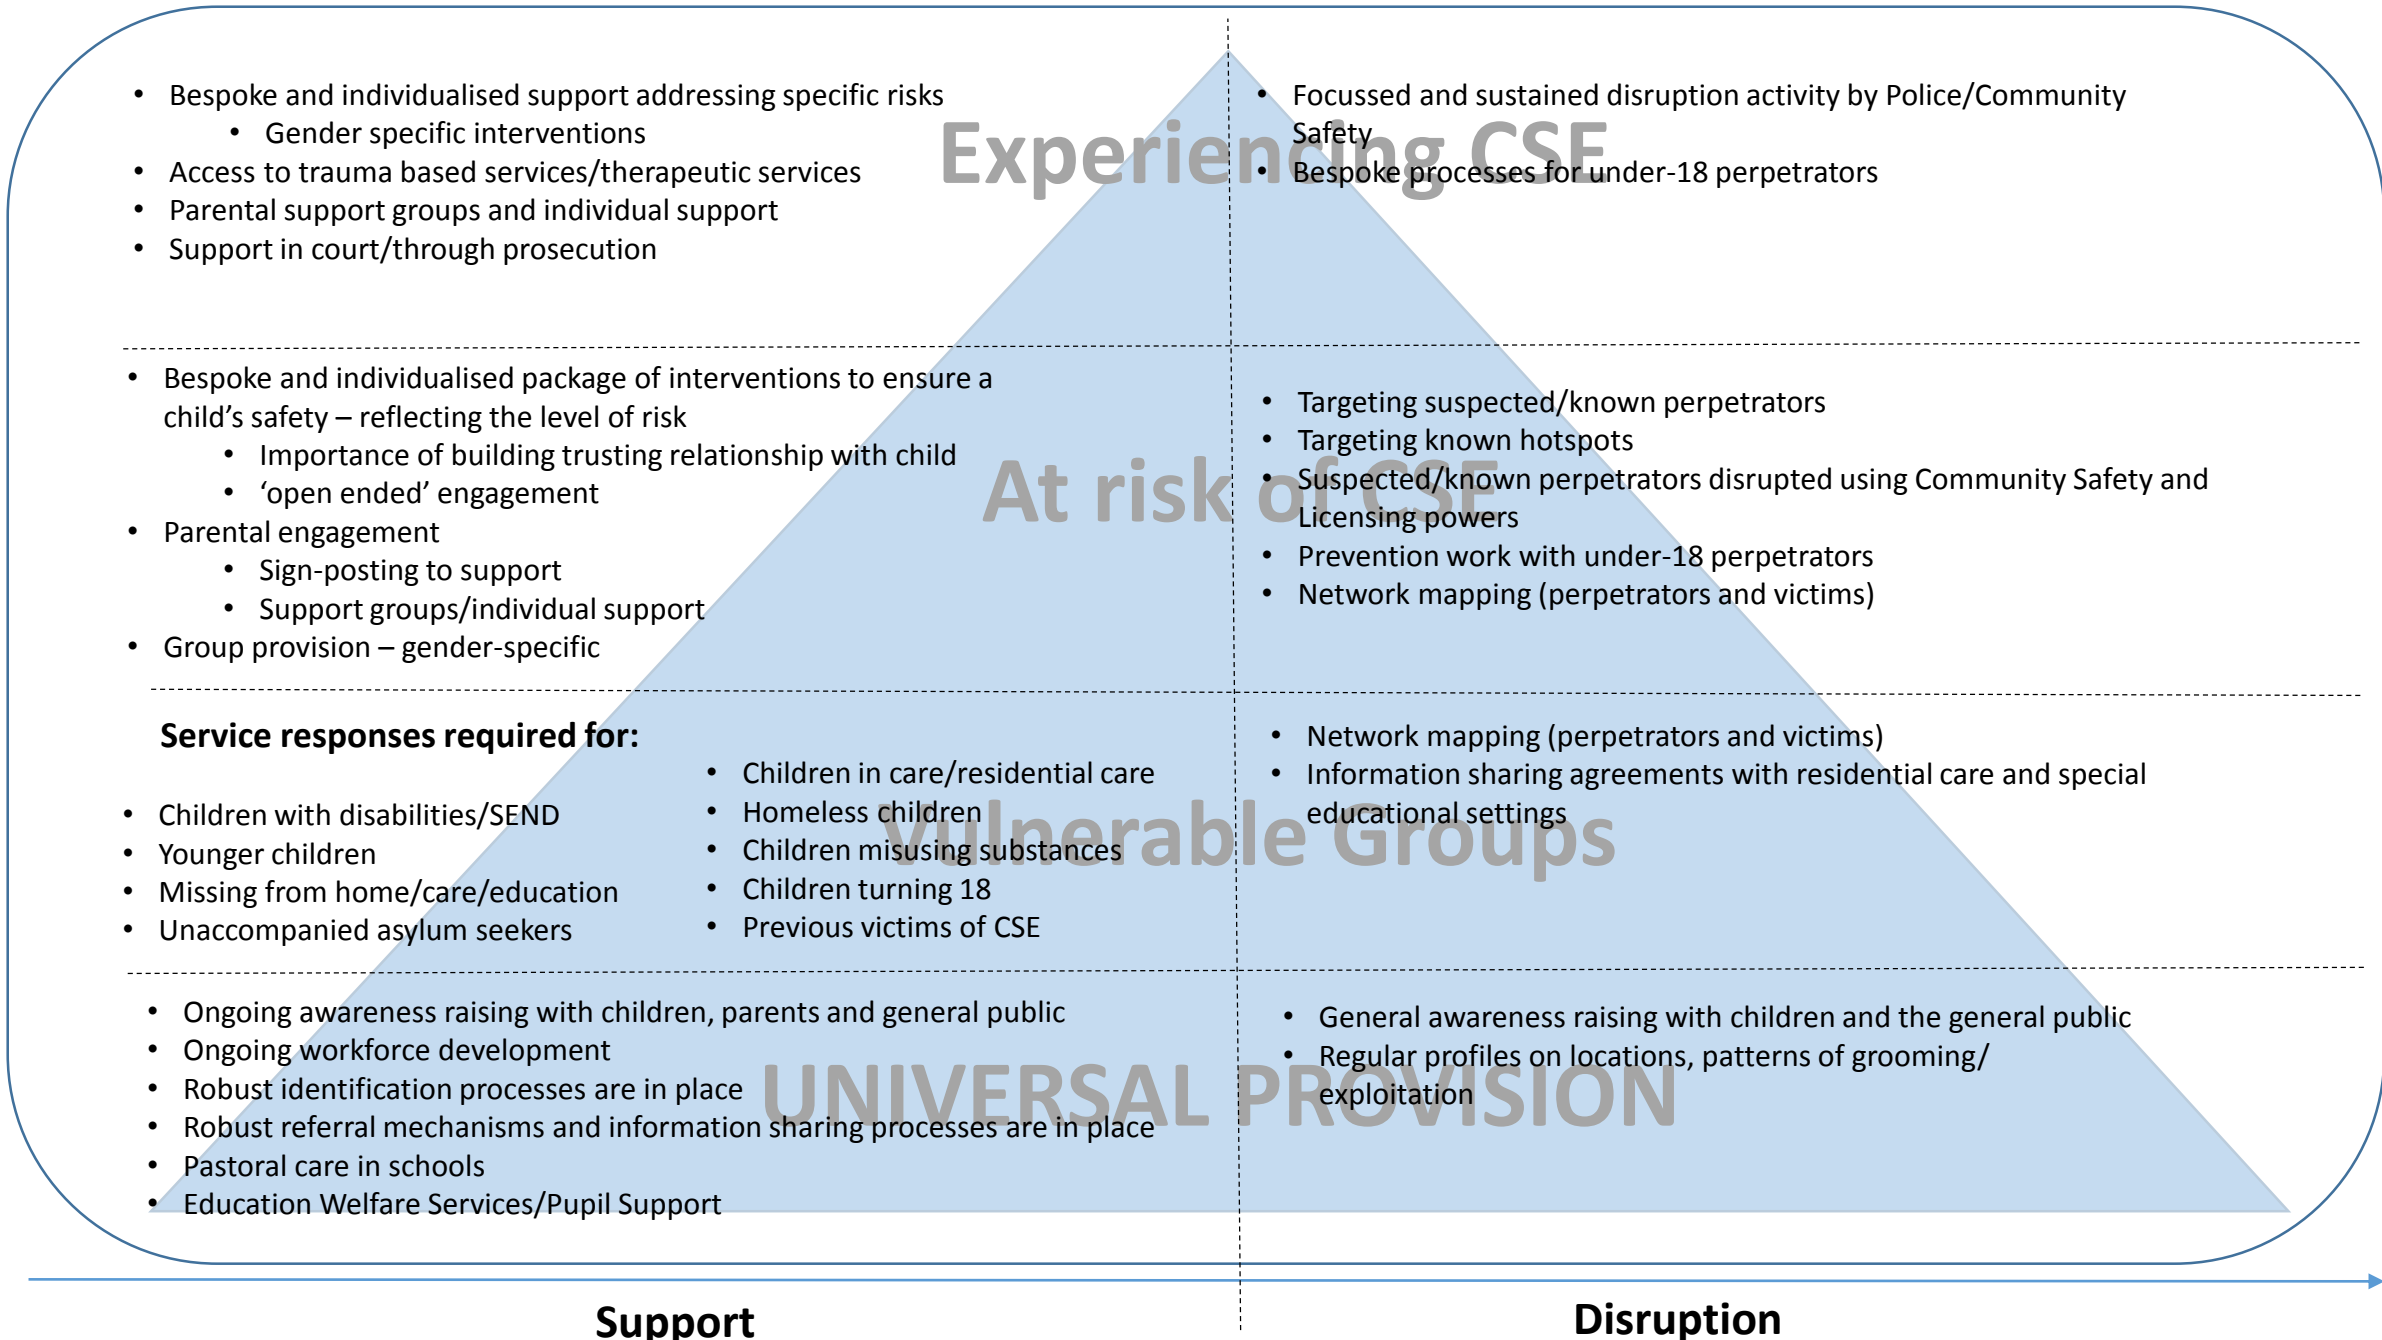 Experiencing CSE
• Bespoke and individualised support addressing specific risks
• Gender specific interventions
• Access to trauma based services/therapeutic services
• Parental support groups and individual support
• Support in court/through prosecution
• Focussed and sustained disruption activity by Police/Community
Safety
• Bespoke processes for under-18 perpetrators
At risk of CSE
• Bespoke and individualised package of interventions to ensure a
child’s safety – reflecting the level of risk
• Importance of building trusting relationship with child
• ‘open ended’ engagement
• Parental engagement
• Sign-posting to support
• Support groups/individual support
• Group provision – gender-specific
• Targeting suspected/known perpetrators
• Targeting known hotspots
• Suspected/known perpetrators disrupted using Community Safety and
Licensing powers
• Prevention work with under-18 perpetrators
• Network mapping (perpetrators and victims)
Vulnerable Groups
Service responses required for:
• Children with disabilities/SEND
• Younger children
• Missing from home/care/education
• Unaccompanied asylum seekers
• Children in care/residential care
• Homeless children
• Children misusing substances
• Children turning 18
• Previous victims of CSE
• Network mapping (perpetrators and victims)
• Information sharing agreements with residential care and special
educational settings
UNIVERSAL PROVISION
• Ongoing awareness raising with children, parents and general public
• Ongoing workforce development
• Robust identification processes are in place
• Robust referral mechanisms and information sharing processes are in place
• Pastoral care in schools
• Education Welfare Services/Pupil Support
• General awareness raising with children and the general public
• Regular profiles on locations, patterns of grooming/
exploitation
Support
Disruption